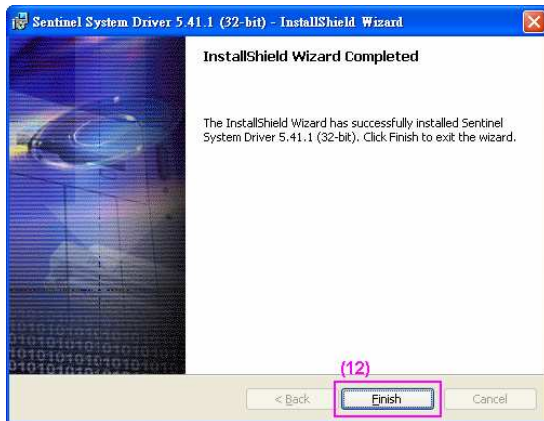 Sentinel System Driver 5.41.1 (32-bit) - InstallShield Wizard
InstallShield Wizard Completed
The InstallShield Wizard has successfully installed Sentinel
System Driver 5.41.1 (32-bit). Click Finish to exit the wizard.
(12)
< Back
Finish
Cancel